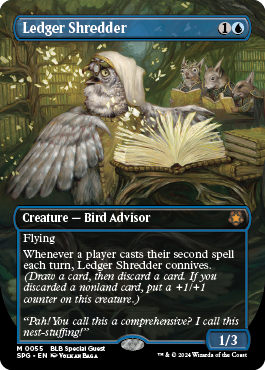 Ledger Shredder 1
Creature — Bird Advisor
Flying
Whenever a player casts their second spell
each turn, Ledger Shredder connives.
(Draw a card, then discard a card. If you
discarded a nonland card, put a +1/+1
counter on this creature.)
"Pah! You call this a comprehensive? I call this
nest-stuffing!"
1/3
M 0055 BLB Special Guest
SPG • EN Volkan Baga
™ & © 2024 Wizards of the Coast